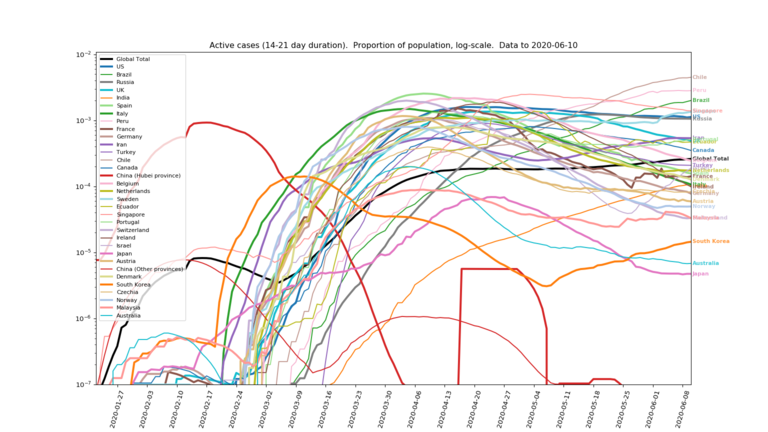 Active cases (14-21 day duration).  Proportion of population, log-scale.  Data to 2020-06-10
10⁻²
10⁻³
10⁻⁴
10⁻⁵
10⁻⁶
10⁻⁷
Global Total
US
Brazil
Russia
UK
India
Spain
Italy
Peru
France
Germany
Iran
Turkey
Chile
Canada
China (Hubei province)
Belgium
Netherlands
Sweden
Ecuador
Singapore
Portugal
Switzerland
Ireland
Israel
Japan
Austria
China (Other provinces)
Denmark
South Korea
Czechia
Norway
Malaysia
Australia
Chile
Peru
Brazil
Singapore
US
Russia
Iran
Canada
Global Total
Turkey
Netherlands
France
Germany
Austria
Norway
South Korea
Australia
Japan
2020-01-27
2020-02-03
2020-02-10
2020-02-17
2020-02-24
2020-03-02
2020-03-09
2020-03-16
2020-03-23
2020-03-30
2020-04-06
2020-04-13
2020-04-20
2020-04-27
2020-05-04
2020-05-11
2020-05-18
2020-05-25
2020-06-01
2020-06-08